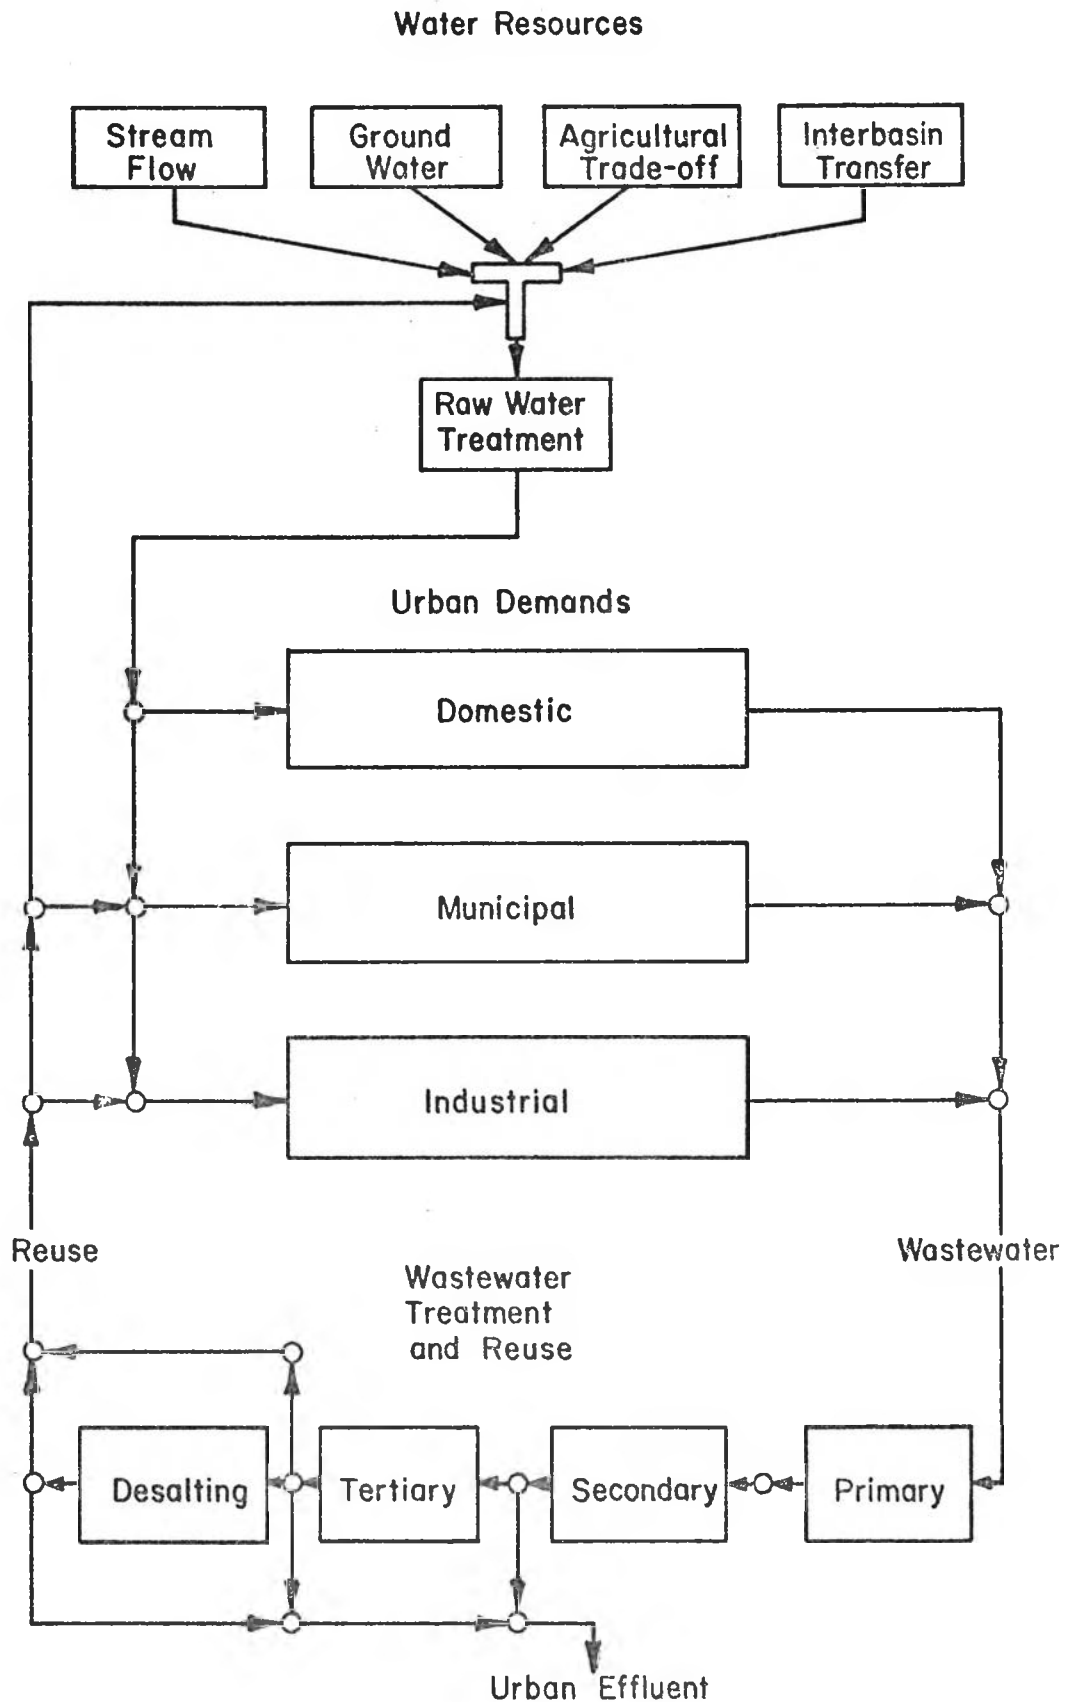 Water Resources
Stream
Flow
Ground
Water
Agricultural
Trade-off
Interbasin
Transfer
Raw Water
Treatment
Urban Demands
Domestic
Municipal
Industrial
Reuse
Wastewater
Wastewater
Treatment
and Reuse
Desalting
Tertiary
Secondary
Primary
Urban Effluent